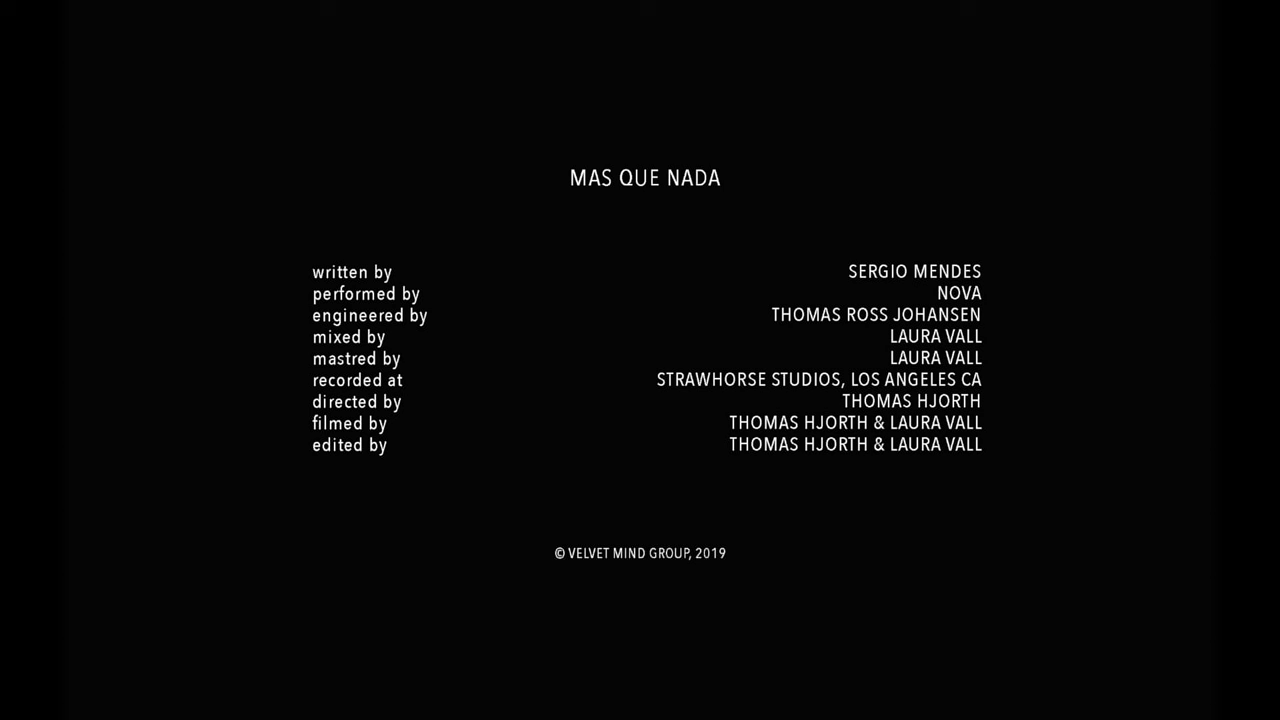 MAS QUE NADA
written by SERGIO MENDES
performed by NOVA
engineered by THOMAS ROSS JOHANSEN
mixed by LAURA VALL
mastred by LAURA VALL
recorded at STRAWHORSE STUDIOS, LOS ANGELES CA
directed by THOMAS HJORTH
filmed by THOMAS HJORTH & LAURA VALL
edited by THOMAS HJORTH & LAURA VALL
© VELVET MIND GROUP, 2019